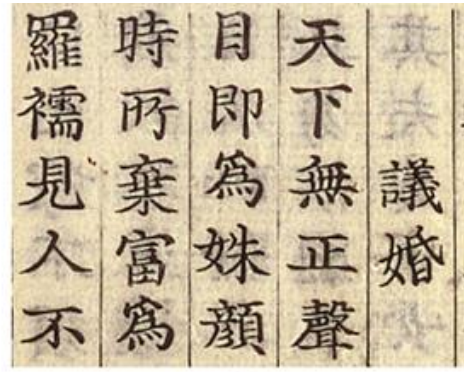 議婚
天下無正聲
目即爲姝顔
時所棄富爲
羅襦見人不